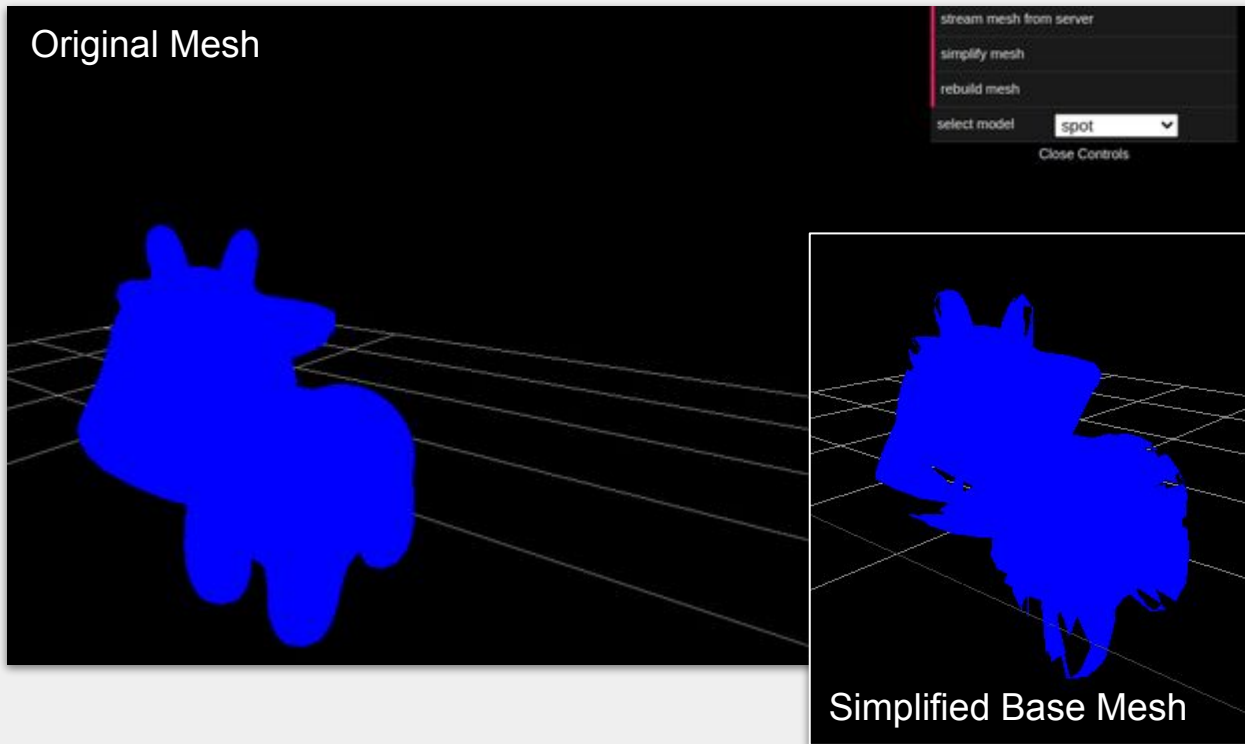 Original Mesh
stream mesh from server
simplify mesh
rebuild mesh
select model spot
Close Controls
Simplified Base Mesh